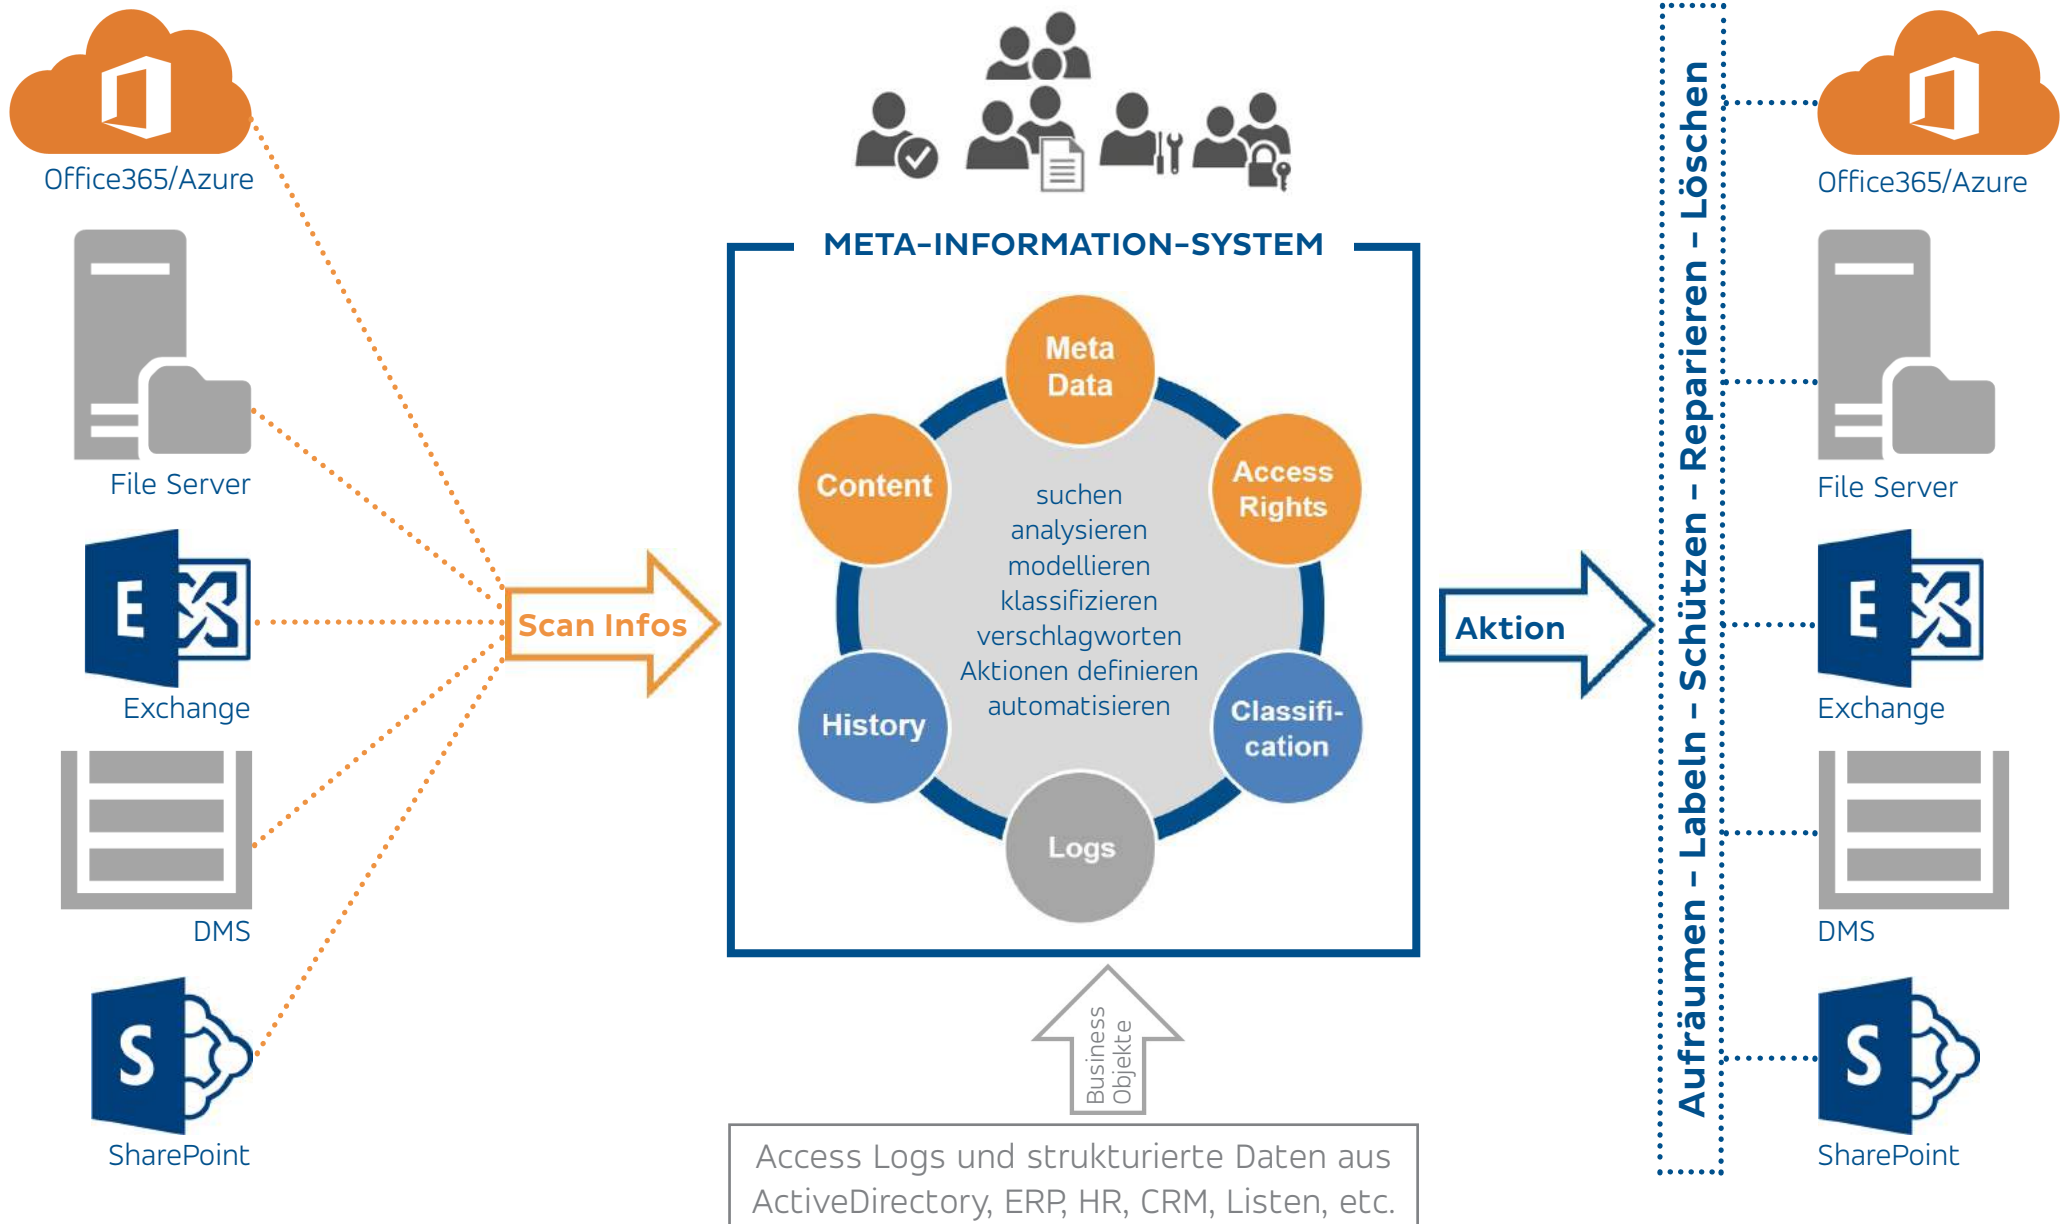 Office365/Azure
File Server
E
Exchange
DMS
S
SharePoint
Scan Infos
META-INFORMATION-SYSTEM
Meta
Data
Content
Access
Rights
suchen
analysieren
modellieren
klassifizieren
verschlagworten
Aktionen definieren
automatisieren
History
Classifi-
cation
Logs
Business
Objekte
Access Logs und strukturierte Daten aus
ActiveDirectory, ERP, HR, CRM, Listen, etc.
Aktion
Aufräumen – Labeln – Schützen – Reparieren – Löschen
Office365/Azure
File Server
E
Exchange
DMS
S
SharePoint